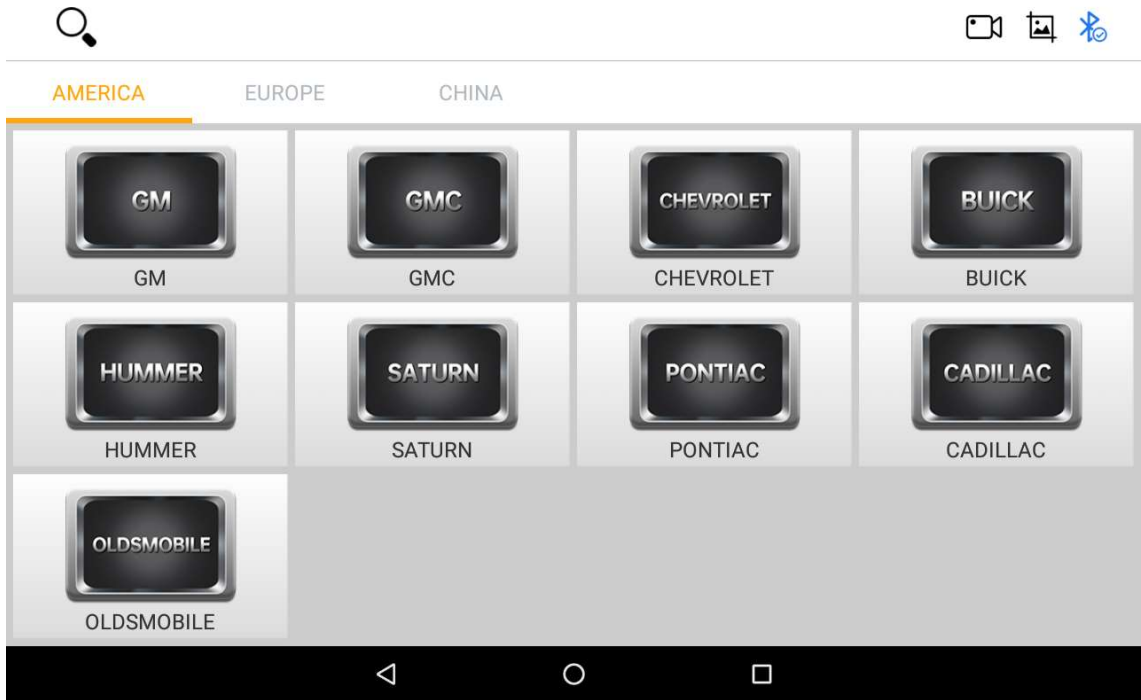 AMERICA EUROPE CHINA
GM GMC CHEVROLET BUICK
GM GMC CHEVROLET BUICK
HUMMER SATURN PONTIAC CADILLAC
HUMMER SATURN PONTIAC CADILLAC
OLDSMOBILE
OLDSMOBILE